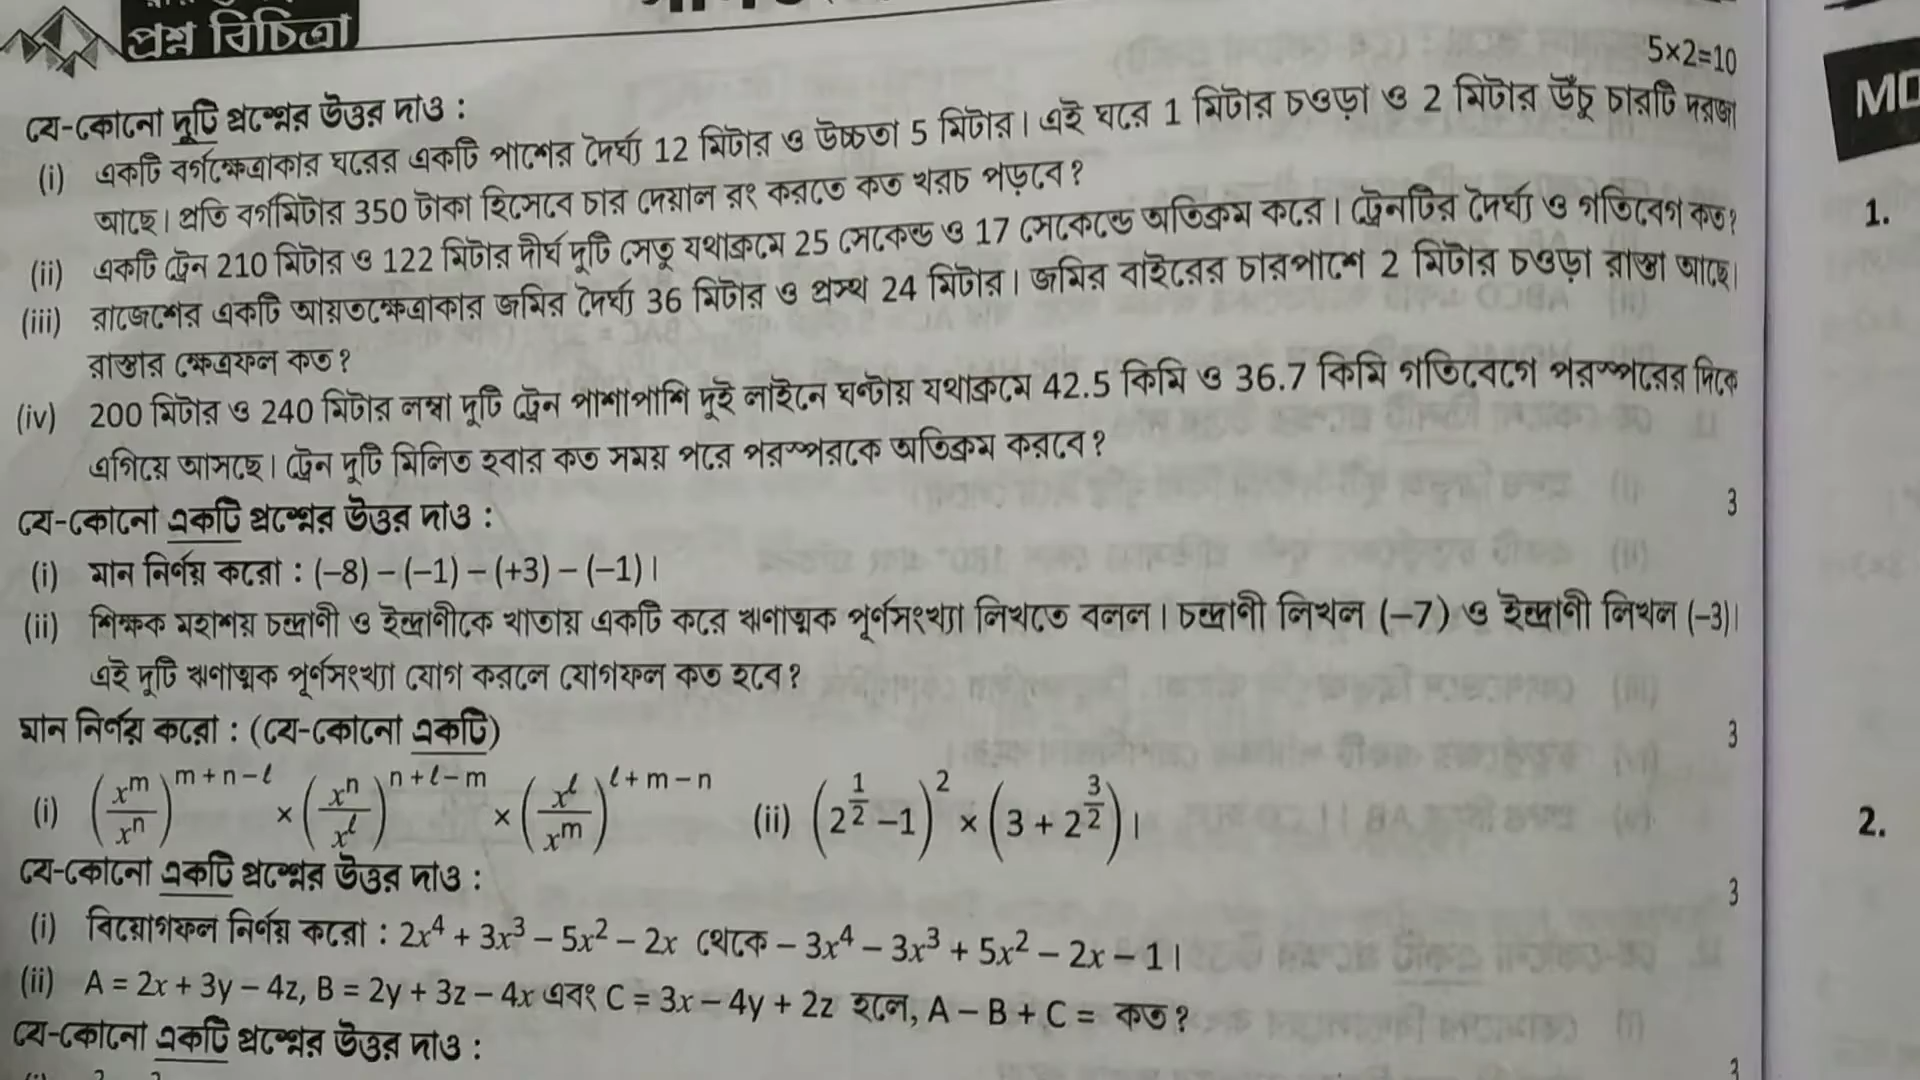 প্রশ্ন বিচিত্রা
5×2=10
যে-কোনো দুটি প্রশ্নের উত্তর দাও :
(i) একটি বর্গক্ষেত্রাকার ঘরের একটি পাশের দৈর্ঘ্য 12 মিটার ও উচ্চতা 5 মিটার। এই ঘরে 1 মিটার চওড়া ও 2 মিটার উঁচু চারটি দরজা
আছে। প্রতি বর্গমিটার 350 টাকা হিসেবে চার দেয়াল রং করতে কত খরচ পড়বে?
(ii) একটি ট্রেন 210 মিটার ও 122 মিটার দীর্ঘ দুটি সেতু যথাক্রমে 25 সেকেন্ড ও 17 সেকেন্ডে অতিক্রম করে। ট্রেনটির দৈর্ঘ্য ও গতিবেগ কত?
(iii) রাজেশের একটি আয়তক্ষেত্রাকার জমির দৈর্ঘ্য 36 মিটার ও প্রস্থ 24 মিটার। জমির বাইরের চারপাশে 2 মিটার চওড়া রাস্তা আছে।
রাস্তার ক্ষেত্রফল কত?
(iv) 200 মিটার ও 240 মিটার লম্বা দুটি ট্রেন পাশাপাশি দুই লাইনে ঘণ্টায় যথাক্রমে 42.5 কিমি ও 36.7 কিমি গতিবেগে পরস্পরের দিকে
এগিয়ে আসছে। ট্রেন দুটি মিলিত হবার কত সময় পরে পরস্পরকে অতিক্রম করবে?
যে-কোনো একটি প্রশ্নের উত্তর দাও : 3
(i) মান নির্ণয় করো : (–8) – (–1) – (+3) – (–1)।
(ii) শিক্ষক মহাশয় চন্দ্রাণী ও ইন্দ্রাণীকে খাতায় একটি করে ঋণাত্মক পূর্ণসংখ্যা লিখতে বলল। চন্দ্রাণী লিখল (–7) ও ইন্দ্রাণী লিখল (–3)।
এই দুটি ঋণাত্মক পূর্ণসংখ্যা যোগ করলে যোগফল কত হবে?
মান নির্ণয় করো : (যে-কোনো একটি) 3
(i) (x^m/x^n)^(m+n–l) × (x^n/x^l)^(n+l–m) × (x^l/x^m)^(l+m–n) (ii) (2^(1/2) –1)^2 × (3 + 2^(3/2))।
যে-কোনো একটি প্রশ্নের উত্তর দাও : 3
(i) বিয়োগফল নির্ণয় করো : 2x⁴ + 3x³ – 5x² – 2x থেকে – 3x⁴ – 3x³ + 5x² – 2x – 1।
(ii) A = 2x + 3y – 4z, B = 2y + 3z – 4x এবং C = 3x – 4y + 2z হলে, A – B + C = কত?
যে-কোনো একটি প্রশ্নের উত্তর দাও :
3
1.
2.